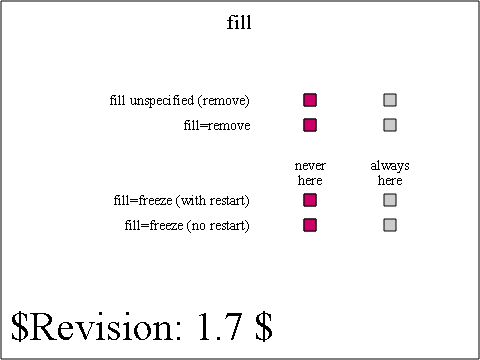 fill
fill unspecified (remove)
fill=remove
never always
here here
fill=freeze (with restart)
fill=freeze (no restart)
$Revision: 1.7 $